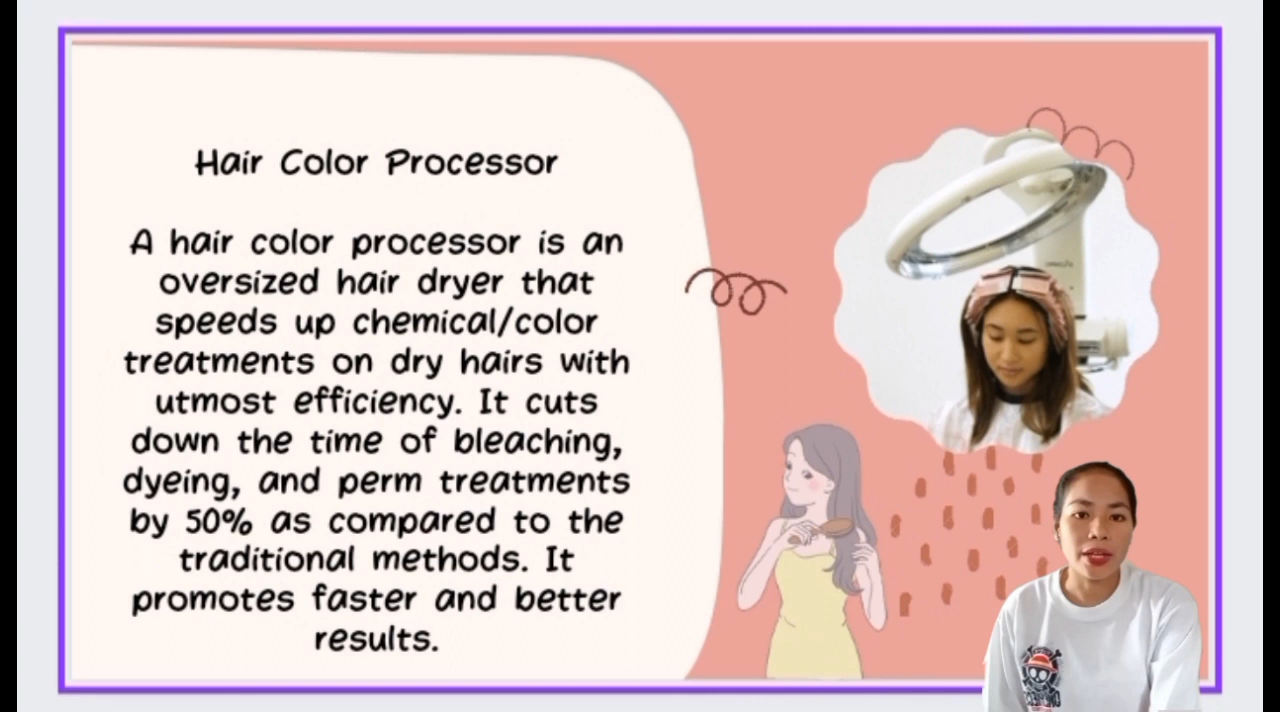 Hair Color Processor
A hair color processor is an
oversized hair dryer that
speeds up chemical/color
treatments on dry hairs with
utmost efficiency. It cuts
down the time of bleaching,
dyeing, and perm treatments
by 50% as compared to the
traditional methods. It
promotes faster and better
results.